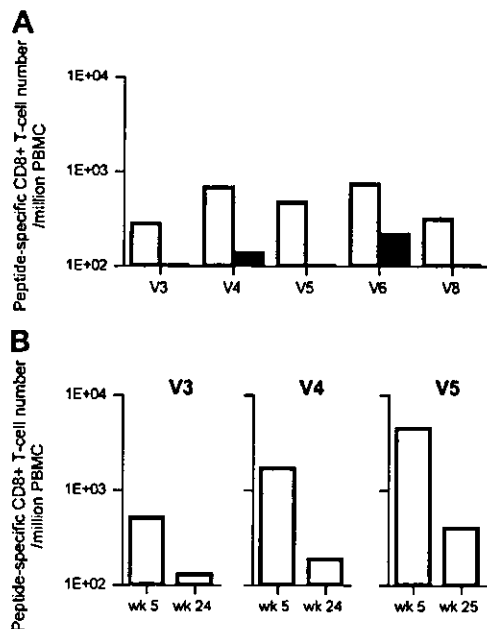 A
Peptide-specific CD8+ T-cell number
/million PBMC
1E+04
1E+03
1E+02
V3 V4 V5 V6 V8
B
Peptide-specific CD8+ T-cell number
/million PBMC
V3 V4 V5
1E+04
1E+03
1E+02
wk 5 wk 24 wk 5 wk 24 wk 5 wk 25